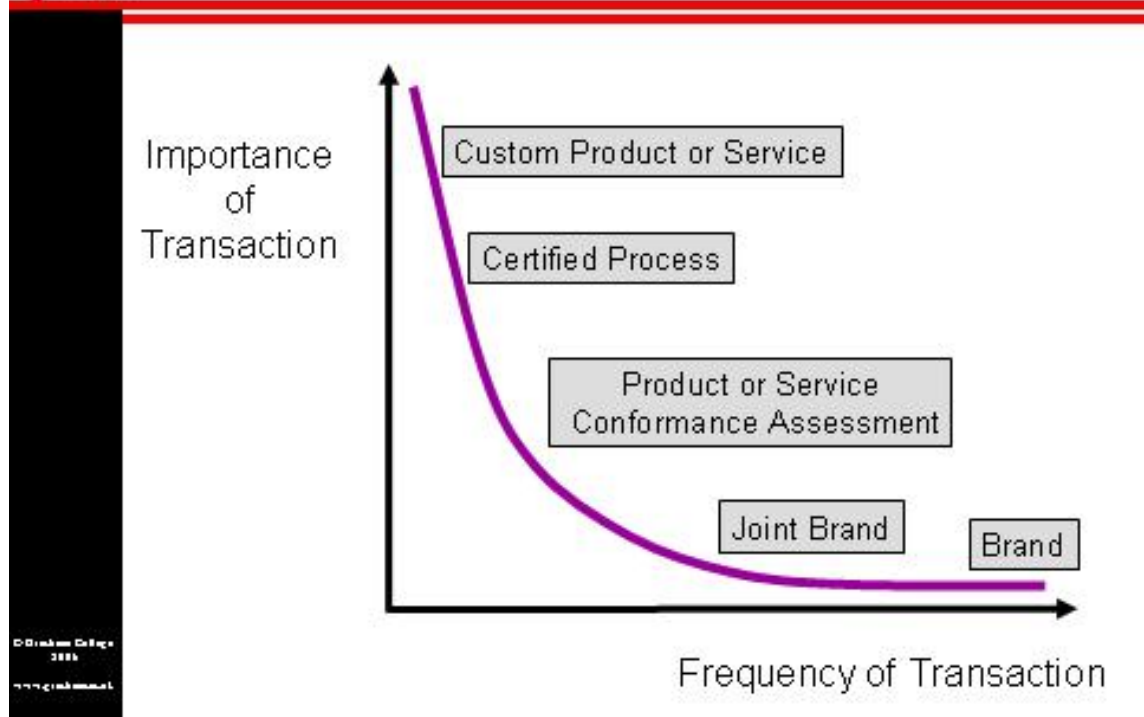 Importance
of
Transaction
Custom Product or Service
Certified Process
Product or Service
Conformance Assessment
Joint Brand
Brand
Frequency of Transaction
College